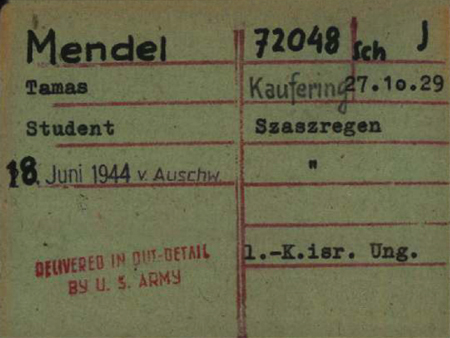 Mendel
Tamas
Student
18. Juni 1944 v. Auschw.
DELIVERED IN OUT-DETAIL
BY U. S. ARMY
72048 Sch J
Kaufering 27.10.29
Szaszregen
"
1.-K.isr. Ung.